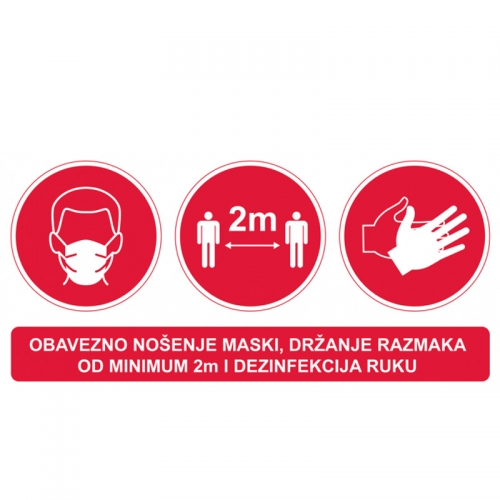 2m
OBAVEZNO NOŠENJE MASKI, DRŽANJE RAZMAKA
OD MINIMUM 2m I DEZINFEKCIJA RUKU